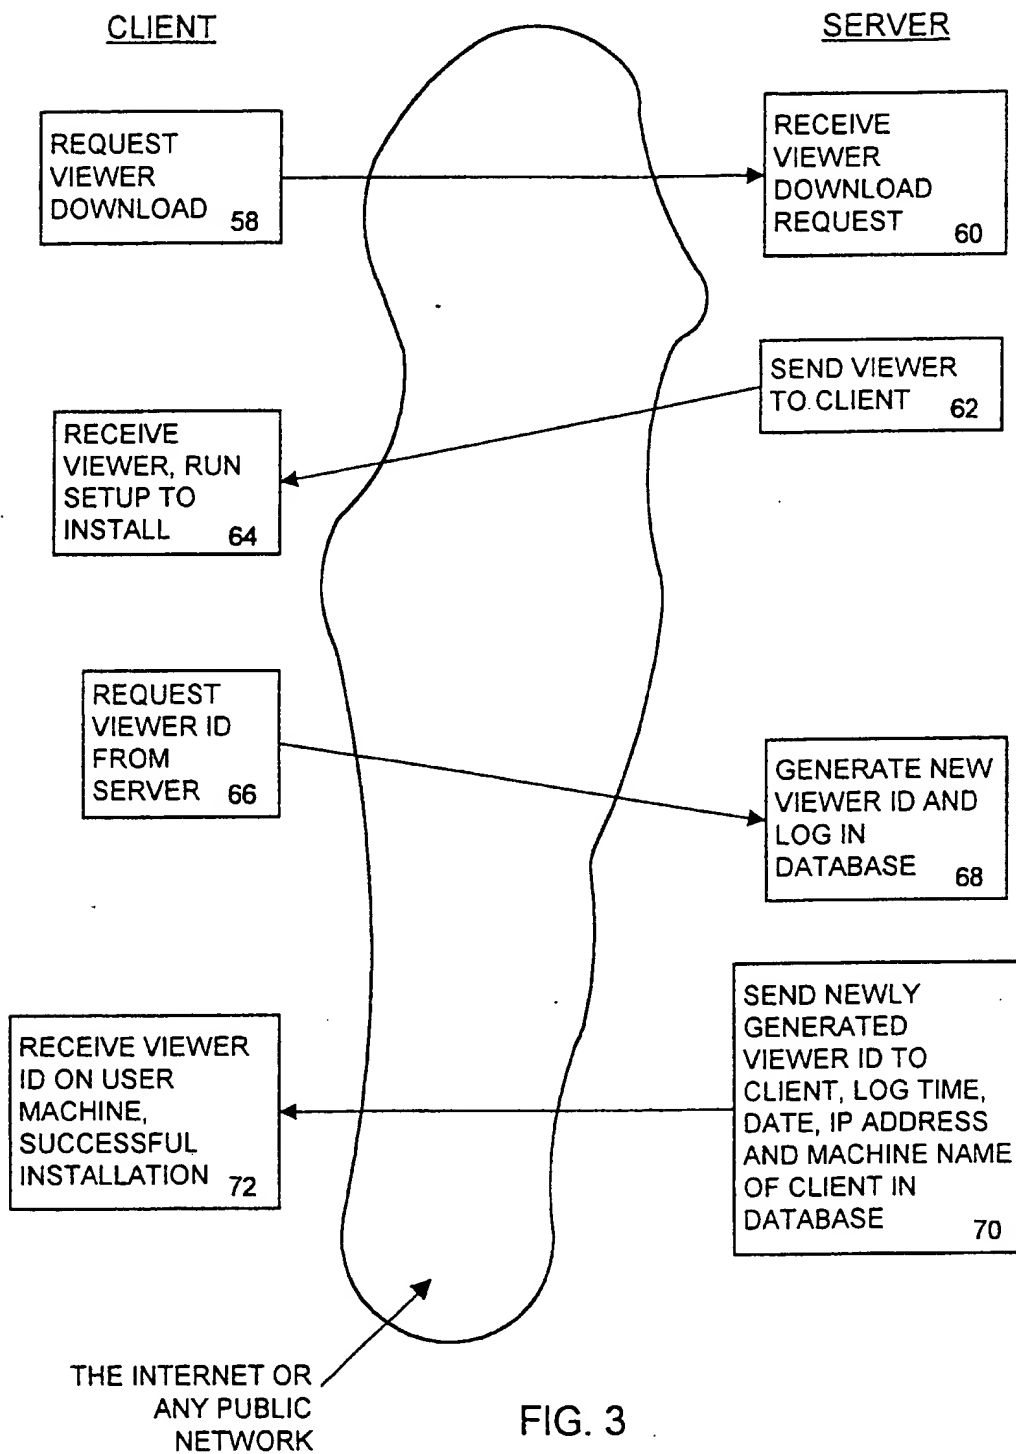 CLIENT
SERVER
REQUEST
VIEWER
DOWNLOAD 58
RECEIVE
VIEWER
DOWNLOAD
REQUEST 60
SEND VIEWER
TO CLIENT 62
RECEIVE
VIEWER, RUN
SETUP TO
INSTALL 64
REQUEST
VIEWER ID
FROM
SERVER 66
GENERATE NEW
VIEWER ID AND
LOG IN
DATABASE 68
SEND NEWLY
GENERATED
VIEWER ID TO
CLIENT, LOG TIME,
DATE, IP ADDRESS
AND MACHINE NAME
OF CLIENT IN
DATABASE 70
RECEIVE VIEWER
ID ON USER
MACHINE,
SUCCESSFUL
INSTALLATION 72
THE INTERNET OR
ANY PUBLIC
NETWORK
FIG. 3